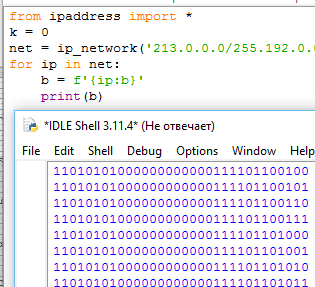 from ipaddress import *
k = 0
net = ip_network('213.0.0.0/255.192.0.0
for ip in net:
b = f'{ip:b}'
print(b)
*IDLE Shell 3.11.4* (Не отвечает)
File Edit Shell Debug Options Window Help
11010101000000000000111101100100
11010101000000000000111101100101
11010101000000000000111101100110
11010101000000000000111101100111
11010101000000000000111101101000
11010101000000000000111101101001
11010101000000000000111101101010
11010101000000000000111101101011